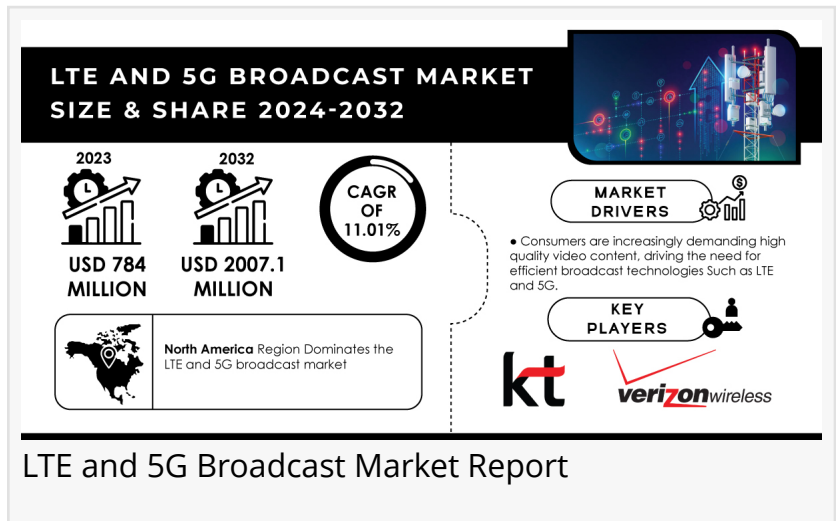 LTE AND 5G BROADCAST MARKET
SIZE & SHARE 2024-2032
2023
2032
USD 784
MILLION
USD 2007.1
MILLION
CAGR
OF
11.01%
North America Region Dominates the
LTE and 5G broadcast market
MARKET
DRIVERS
● Consumers are increasingly demanding high
quality video content, driving the need for
efficient broadcast technologies Such as LTE
and 5G.
KEY
PLAYERS
kt
verizonwireless
LTE and 5G Broadcast Market Report